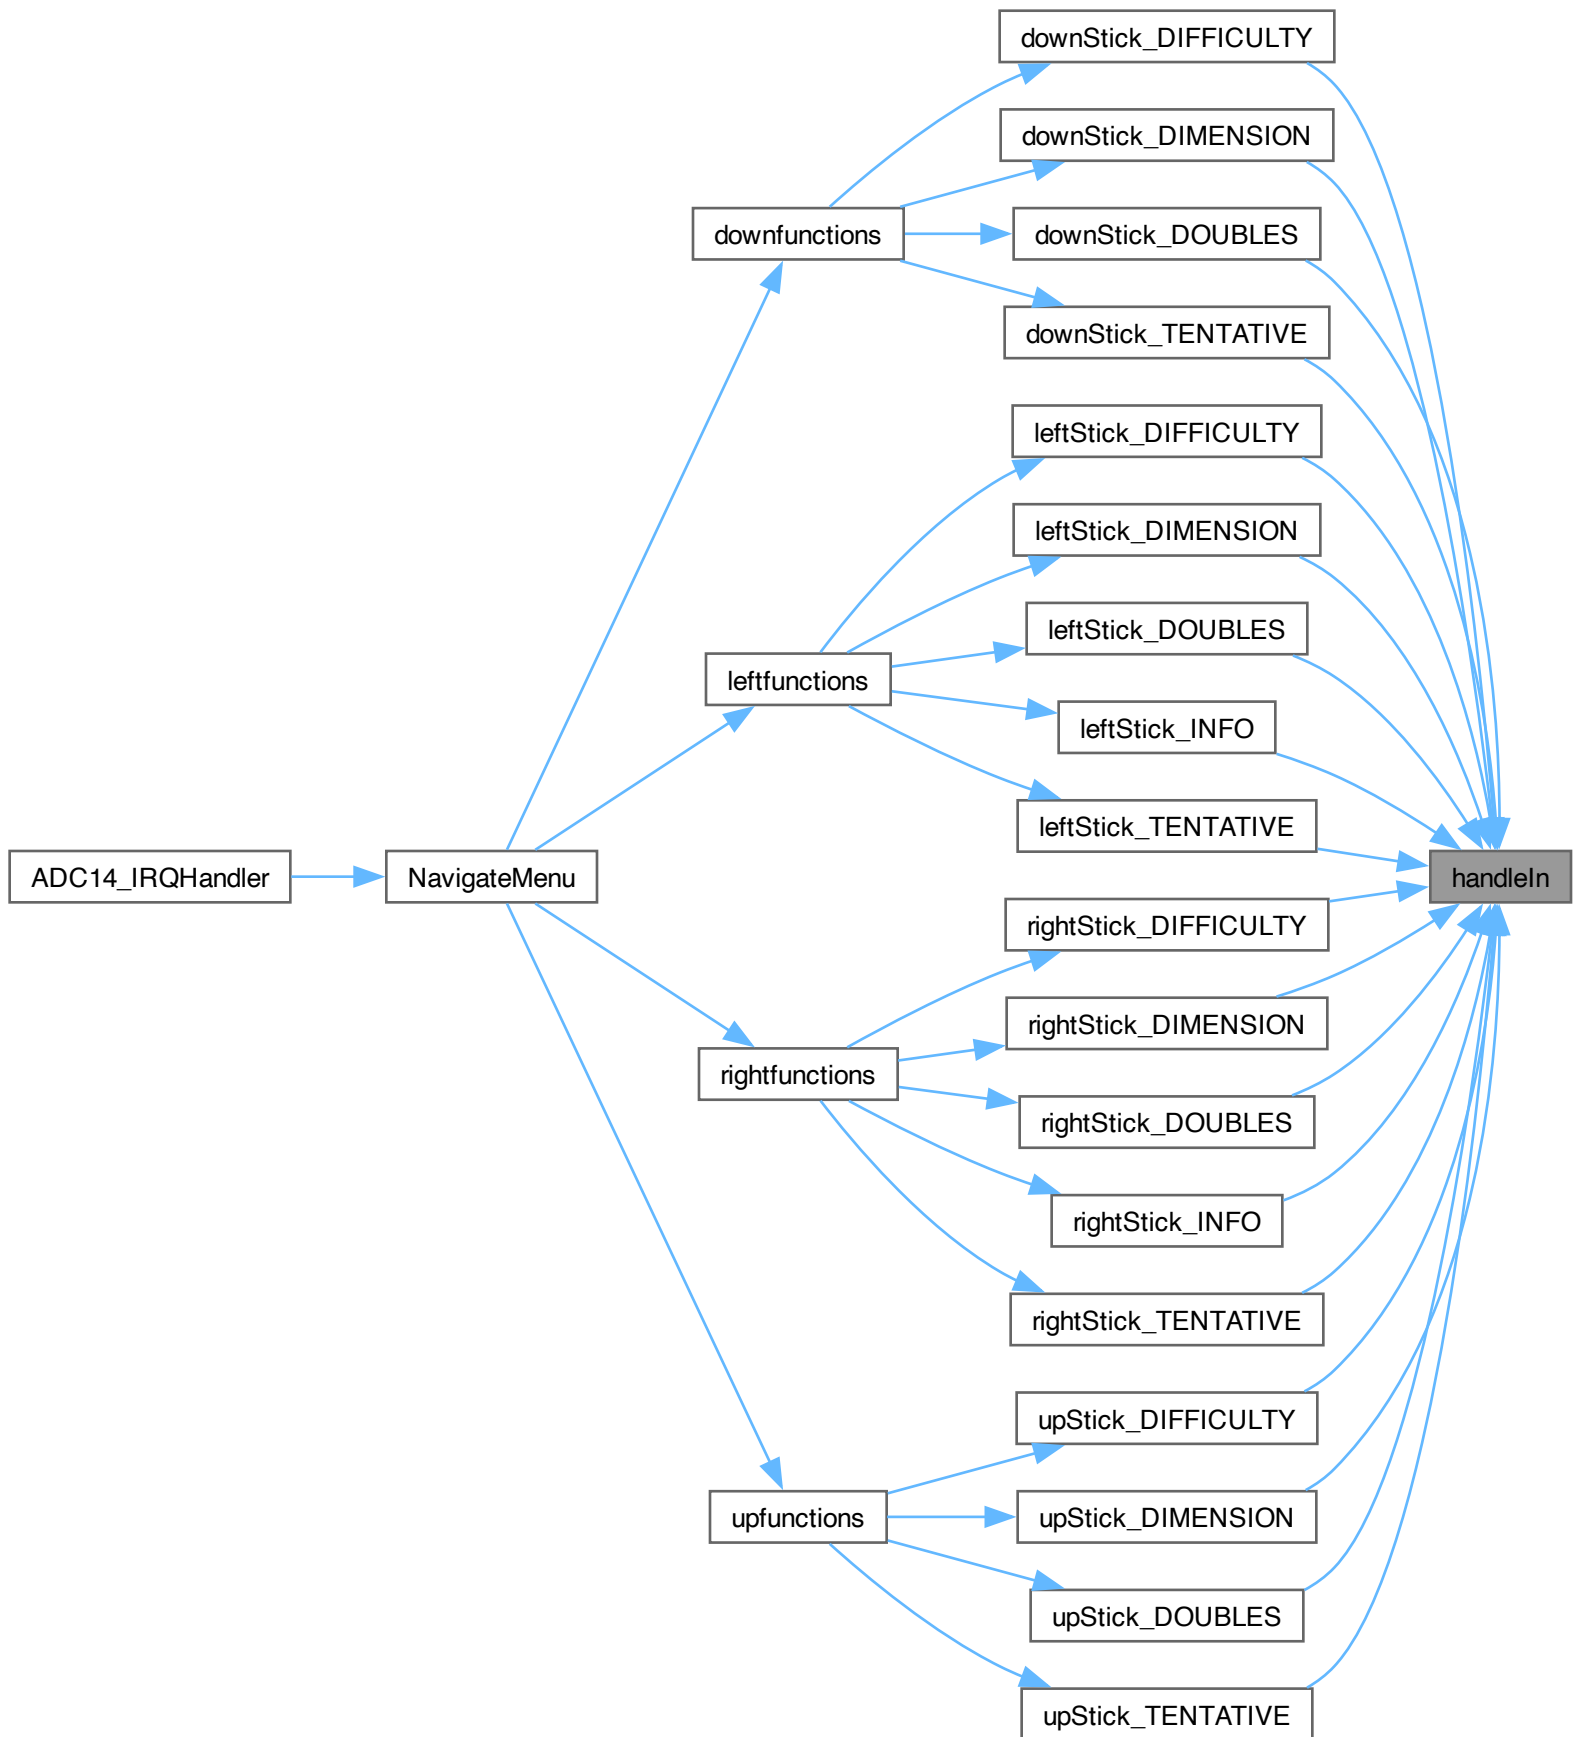 downStick_DIFFICULTY
downStick_DIMENSION
downfunctions
downStick_DOUBLES
downStick_TENTATIVE
leftStick_DIFFICULTY
leftStick_DIMENSION
leftStick_DOUBLES
leftfunctions
leftStick_INFO
leftStick_TENTATIVE
ADC14_IRQHandler
NavigateMenu
handleIn
rightStick_DIFFICULTY
rightStick_DIMENSION
rightfunctions
rightStick_DOUBLES
rightStick_INFO
rightStick_TENTATIVE
upStick_DIFFICULTY
upfunctions
upStick_DIMENSION
upStick_DOUBLES
upStick_TENTATIVE